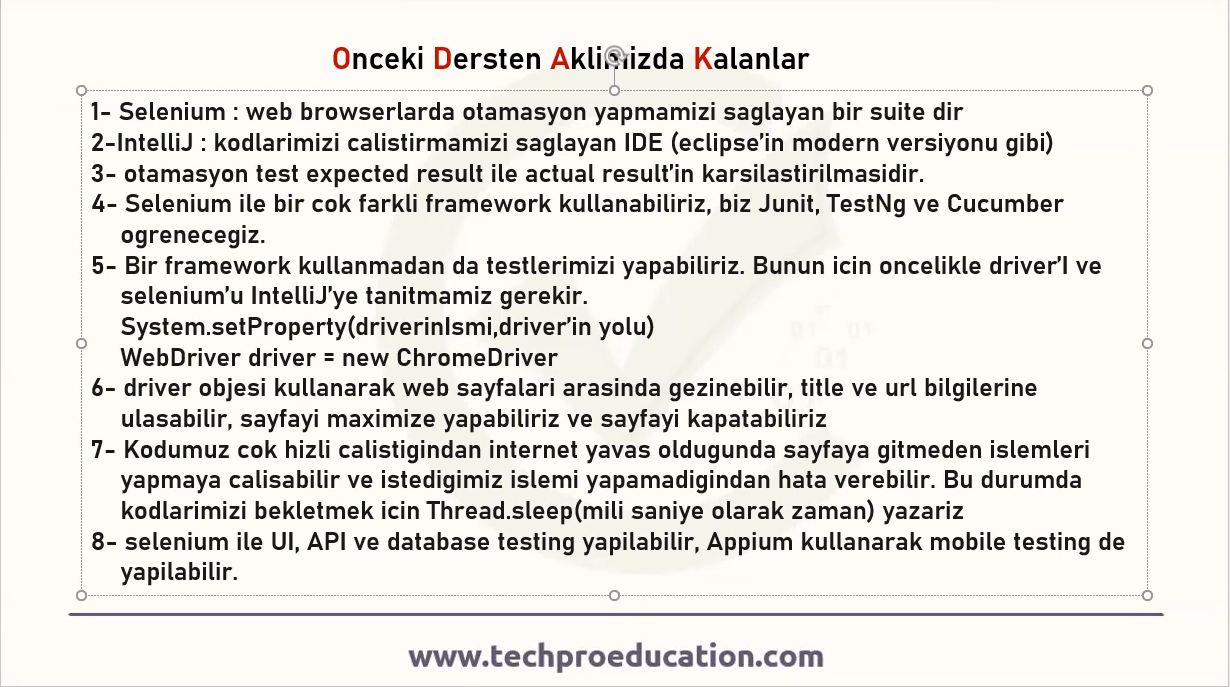 Onceki Dersten Aklimizda Kalanlar
1- Selenium : web browserlarda otamasyon yapmamizi saglayan bir suite dir
2-IntelliJ : kodlarimizi calistirmamizi saglayan IDE (eclipse’in modern versiyonu gibi)
3- otamasyon test expected result ile actual result’in karsilastirilmasidir.
4- Selenium ile bir cok farkli framework kullanabiliriz, biz Junit, TestNg ve Cucumber
ogrenecegiz.
5- Bir framework kullanmadan da testlerimizi yapabiliriz. Bunun icin oncelikle driver’I ve
selenium’u IntelliJ’ye tanitmamiz gerekir.
System.setProperty(driverinIsmi,driver’in yolu)
WebDriver driver = new ChromeDriver
6- driver objesi kullanarak web sayfalari arasinda gezinebilir, title ve url bilgilerine
ulasabilir, sayfayi maximize yapabiliriz ve sayfayi kapatabiliriz
7- Kodumuz cok hizli calistigindan internet yavas oldugunda sayfaya gitmeden islemleri
yapmaya calisabilir ve istedigimiz islemi yapamadigindan hata verebilir. Bu durumda
kodlarimizi bekletmek icin Thread.sleep(mili saniye olarak zaman) yazariz
8- selenium ile UI, API ve database testing yapilabilir, Appium kullanarak mobile testing de
yapilabilir.
www.techproeducation.com